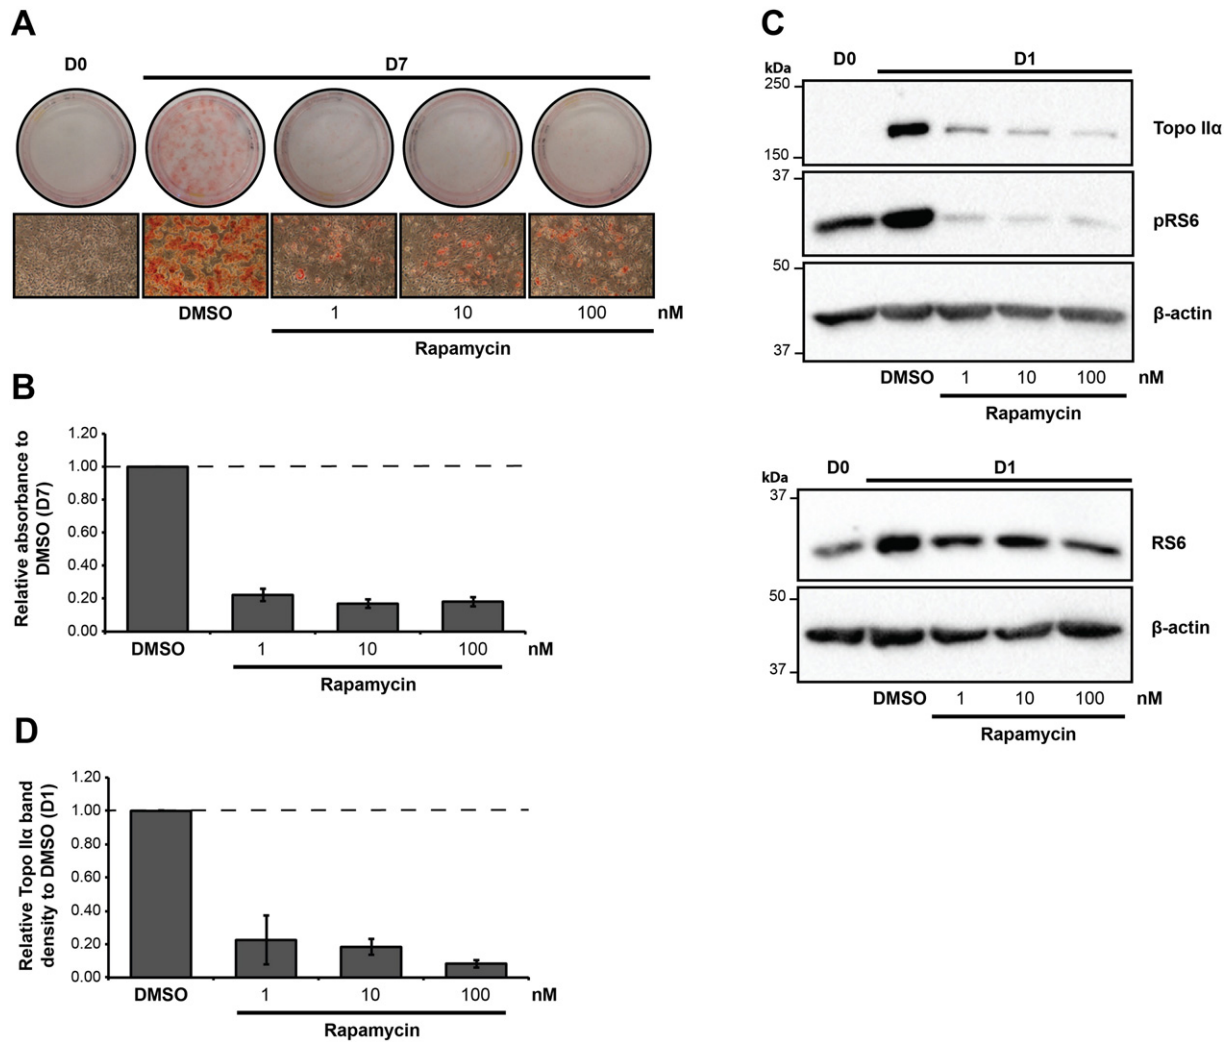 A
D0 D7
DMSO 1 10 100 nM
Rapamycin
B
Relative absorbance to
DMSO (D7)
1.20
1.00
0.80
0.60
0.40
0.20
0.00
DMSO 1 10 100 nM
Rapamycin
C
kDa D0 D1
250
150
Topo IIα
37
pRS6
50
37
β-actin
DMSO 1 10 100 nM
Rapamycin
kDa D0 D1
37
RS6
50
37
β-actin
DMSO 1 10 100 nM
Rapamycin
D
Relative Topo IIα band
density to DMSO (D1)
1.20
1.00
0.80
0.60
0.40
0.20
0.00
DMSO 1 10 100 nM
Rapamycin